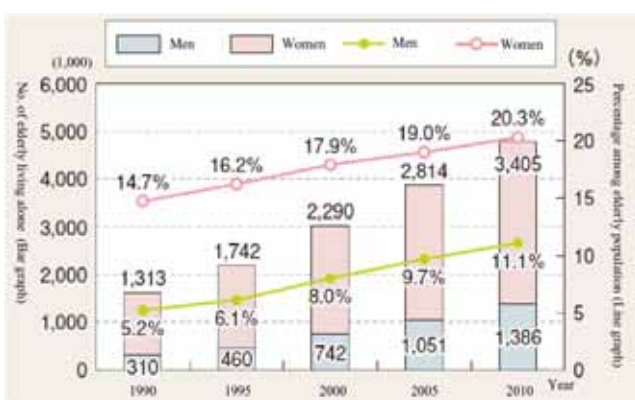 Men Women Men Women
(1,000) (%)
No. of elderly living alone (Bar graph)
Percentage among elderly population (Line graph)
6,000 25
5,000 20
4,000 15
3,000 10
2,000 5
1,000 0
0
14.7% 16.2% 17.9% 19.0% 20.3%
1,313 1,742 2,290 2,814 3,405
5.2% 6.1% 8.0% 9.7% 11.1%
310 460 742 1,051 1,386
1990 1995 2000 2005 2010 Year